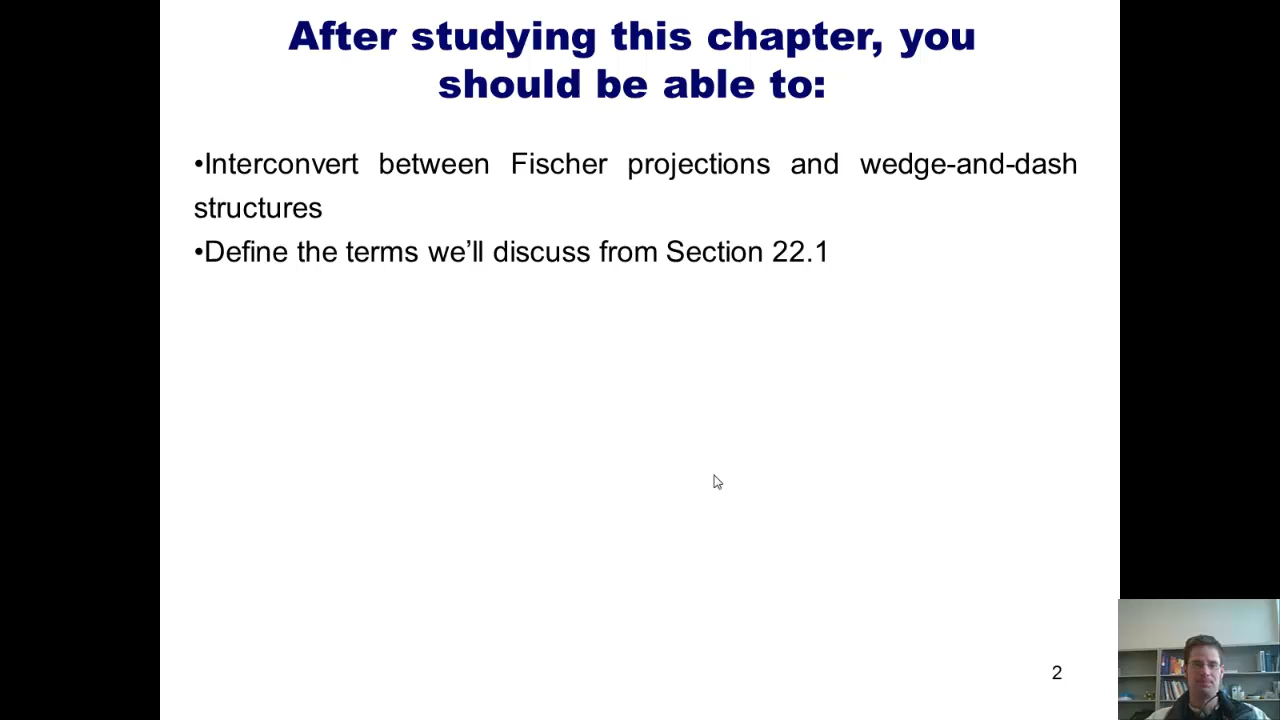 After studying this chapter, you
should be able to:
•Interconvert between Fischer projections and wedge-and-dash
structures
•Define the terms we’ll discuss from Section 22.1
2